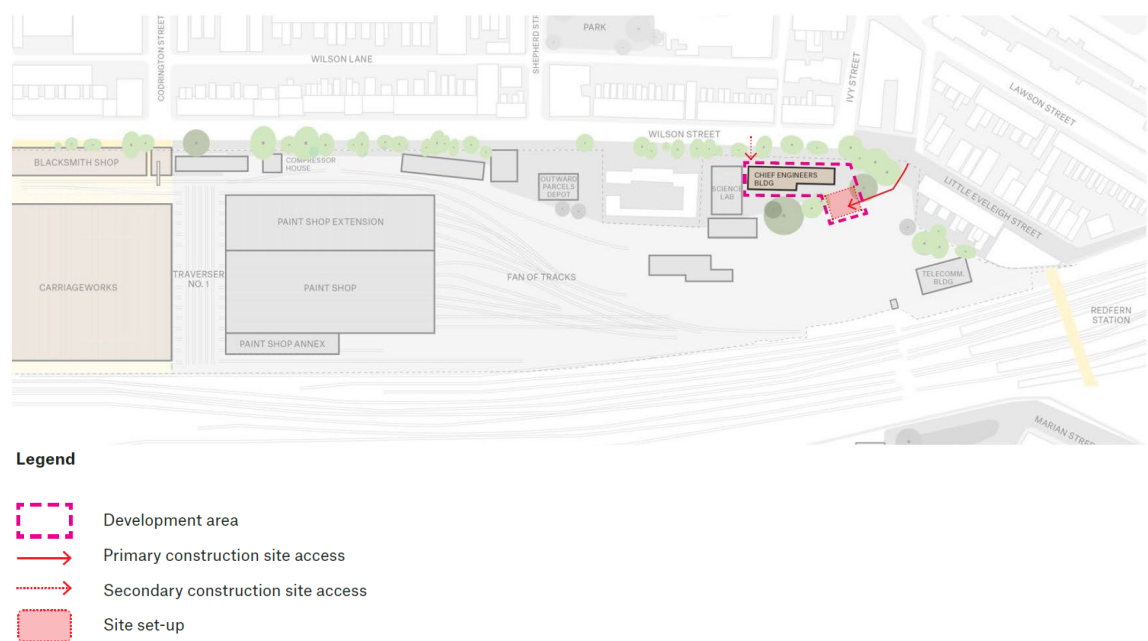 CODRINGTON STREET
WILSON LANE
SHEPHERD STR
PARK
IVY STREET
LAWSON STREET
WILSON STREET
BLACKSMITH SHOP
COMPRESSOR
HOUSE
OUTWARD
PARCELS
DEPOT
SCIENCE
LAB
CHIEF ENGINEERS
BLDG
LITTLE EVELEIGH STREET
PAINT SHOP EXTENSION
CARRIAGEWORKS
TRAVERSER
NO. 1
PAINT SHOP
FAN OF TRACKS
TELECOMM.
BLDG
REDFERN
STATION
PAINT SHOP ANNEX
MARIAN STRE
Legend
Development area
Primary construction site access
Secondary construction site access
Site set-up